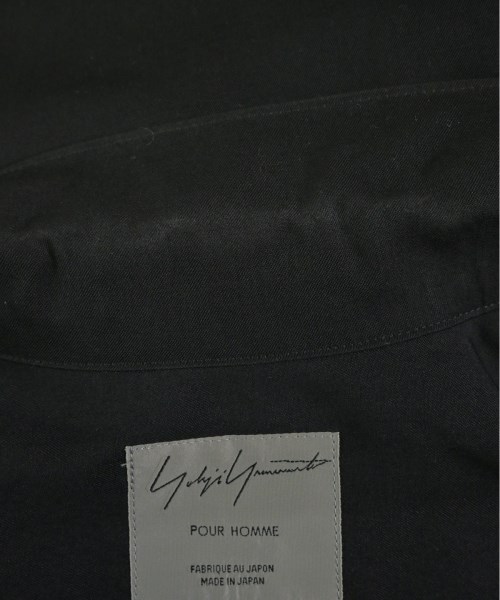 Yohji Yamamoto
POUR HOMME
FABRIQUE AU JAPON
MADE IN JAPAN